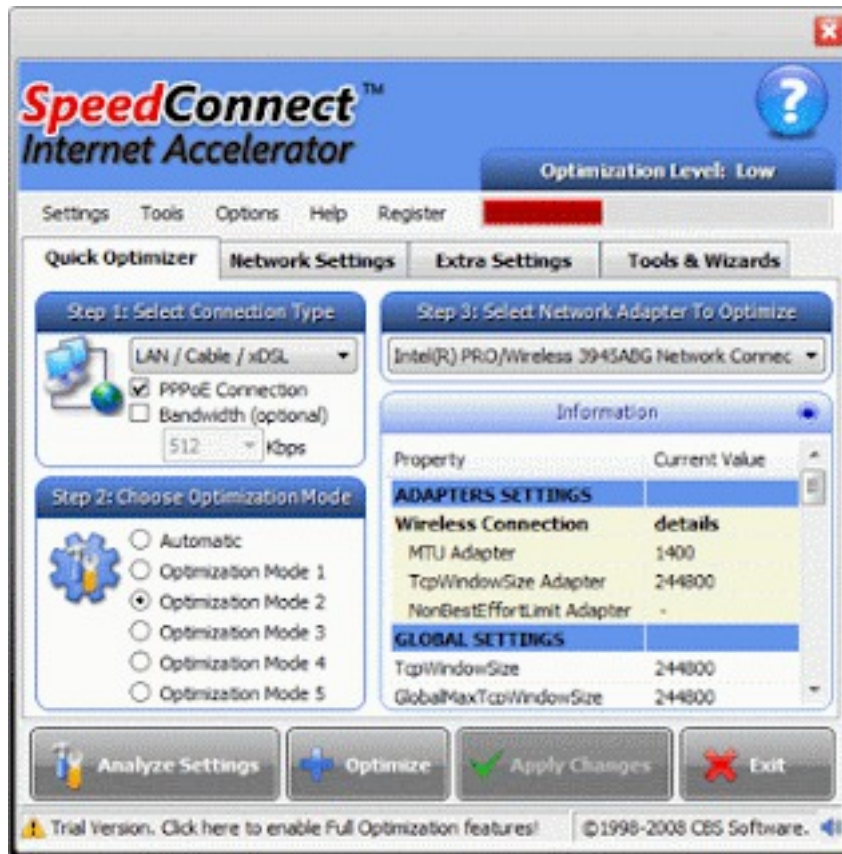 SpeedConnect™
Internet Accelerator
?
Optimization Level: Low
Settings Tools Options Help Register
Quick Optimizer Network Settings Extra Settings Tools & Wizards
Step 1: Select Connection Type
LAN / Cable / xDSL
PPPoE Connection
Bandwidth (optional)
512 Kbps
Step 2: Choose Optimization Mode
Automatic
Optimization Mode 1
Optimization Mode 2
Optimization Mode 3
Optimization Mode 4
Optimization Mode 5
Step 3: Select Network Adapter To Optimize
Intel(R) PRO/Wireless 3945ABG Network Connec
Information
Property Current Value
ADAPTERS SETTINGS
Wireless Connection details
MTU Adapter 1400
TcpWindowSize Adapter 244800
NonBestEffortLimit Adapter -
GLOBAL SETTINGS
TcpWindowSize 244800
GlobalMaxTcpWindowSize 244800
Analyze Settings Optimize Apply Changes Exit
Trial Version. Click here to enable Full Optimization features! ©1998-2008 CBS Software.